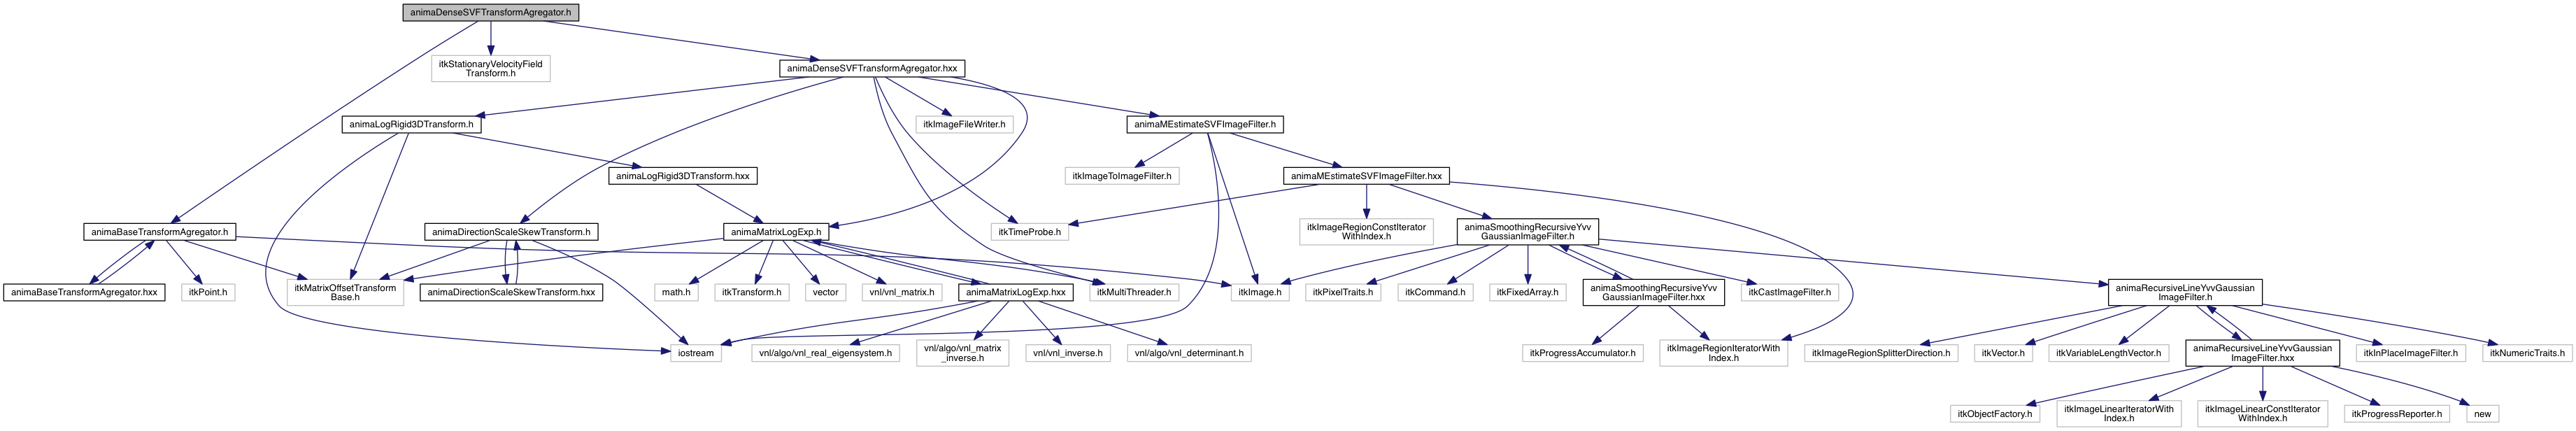 animaDenseSVFTransformAgregator.h
itkStationaryVelocityField
Transform.h
animaDenseSVFTransformAgregator.hxx
animaLogRigid3DTransform.h
itkImageFileWriter.h
animaMEstimateSVFImageFilter.h
animaLogRigid3DTransform.hxx
itkImageToImageFilter.h
animaMEstimateSVFImageFilter.hxx
animaBaseTransformAgregator.h
animaDirectionScaleSkewTransform.h
animaMatrixLogExp.h
itkTimeProbe.h
itkImageRegionConstIterator
WithIndex.h
animaSmoothingRecursiveYvv
GaussianImageFilter.h
animaBaseTransformAgregator.hxx
itkPoint.h
itkMatrixOffsetTransform
Base.h
animaDirectionScaleSkewTransform.hxx
math.h
itkTransform.h
vector
vnl/vnl_matrix.h
animaMatrixLogExp.hxx
itkMultiThreader.h
itkImage.h
itkPixelTraits.h
itkCommand.h
itkFixedArray.h
animaSmoothingRecursiveYvv
GaussianImageFilter.hxx
itkCastImageFilter.h
animaRecursiveLineYvvGaussian
ImageFilter.h
iostream
vnl/algo/vnl_real_eigensystem.h
vnl/algo/vnl_matrix
_inverse.h
vnl/vnl_inverse.h
vnl/algo/vnl_determinant.h
itkProgressAccumulator.h
itkImageRegionIteratorWith
Index.h
itkImageRegionSplitterDirection.h
itkVector.h
itkVariableLengthVector.h
animaRecursiveLineYvvGaussian
ImageFilter.hxx
itkInPlaceImageFilter.h
itkNumericTraits.h
itkObjectFactory.h
itkImageLinearIteratorWith
Index.h
itkImageLinearConstIterator
WithIndex.h
itkProgressReporter.h
new